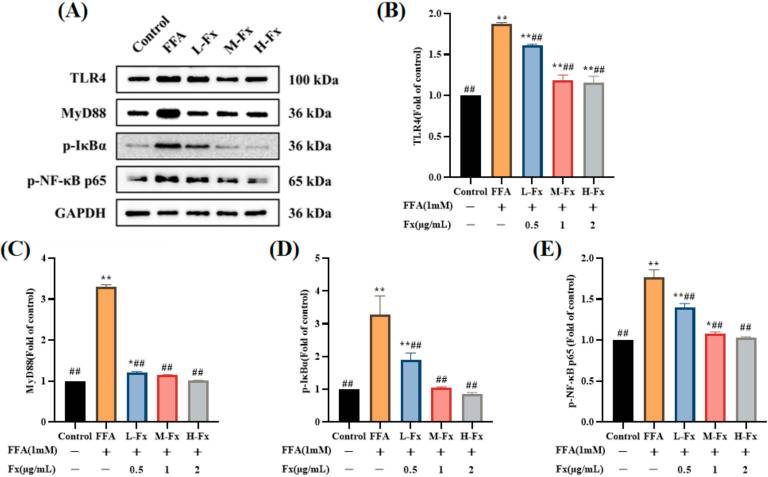 (A)
Control FFA L-Fx M-Fx H-Fx
TLR4 100 kDa
MyD88 36 kDa
p-IκBα 36 kDa
p-NF-κB p65 65 kDa
GAPDH 36 kDa
(B)
TLR4(Fold of control)
2.0
1.5
1.0
0.5
0.0
## ** **## **## **##
Control FFA L-Fx M-Fx H-Fx
FFA(1mM) − + + + +
Fx(μg/mL) − − 0.5 1 2
(C)
MyD88(Fold of control)
4
3
2
1
0
## ** *## ## ##
Control FFA L-Fx M-Fx H-Fx
FFA(1mM) − + + + +
Fx(μg/mL) − − 0.5 1 2
(D)
p-IκBα(Fold of control)
5
4
3
2
1
0
## ** **## ## ##
Control FFA L-Fx M-Fx H-Fx
FFA(1mM) − + + + +
Fx(μg/mL) − − 0.5 1 2
(E)
p-NF-κB p65 (Fold of control)
2.0
1.5
1.0
0.5
0.0
## ** **## *## ##
Control FFA L-Fx M-Fx H-Fx
FFA(1mM) − + + + +
Fx(μg/mL) − − 0.5 1 2